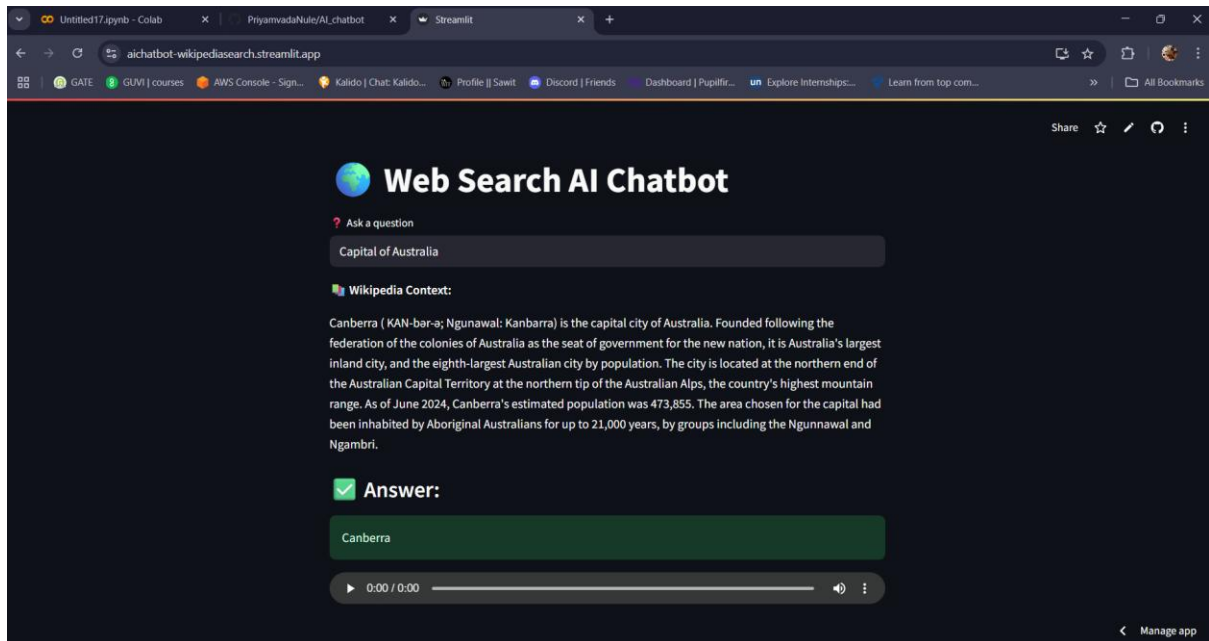 Untitled17.ipynb - Colab
PriyamvadaNule/AI_chatbot
Streamlit
aichatbot-wikipediasearch.streamlit.app
GATE
GUVI | courses
AWS Console - Sign...
Kalido | Chat: Kalido...
Profile || Sawit
Discord | Friends
Dashboard | Pupilfir...
Explore Internships:...
Learn from top com...
All Bookmarks
Share
Web Search AI Chatbot
Ask a question
Capital of Australia
Wikipedia Context:
Canberra ( KAN-bər-ə; Ngunawal: Kanbarra) is the capital city of Australia. Founded following the
federation of the colonies of Australia as the seat of government for the new nation, it is Australia's largest
inland city, and the eighth-largest Australian city by population. The city is located at the northern end of
the Australian Capital Territory at the northern tip of the Australian Alps, the country's highest mountain
range. As of June 2024, Canberra's estimated population was 473,855. The area chosen for the capital had
been inhabited by Aboriginal Australians for up to 21,000 years, by groups including the Ngunnawal and
Ngambri.
Answer:
Canberra
0:00 / 0:00
Manage app